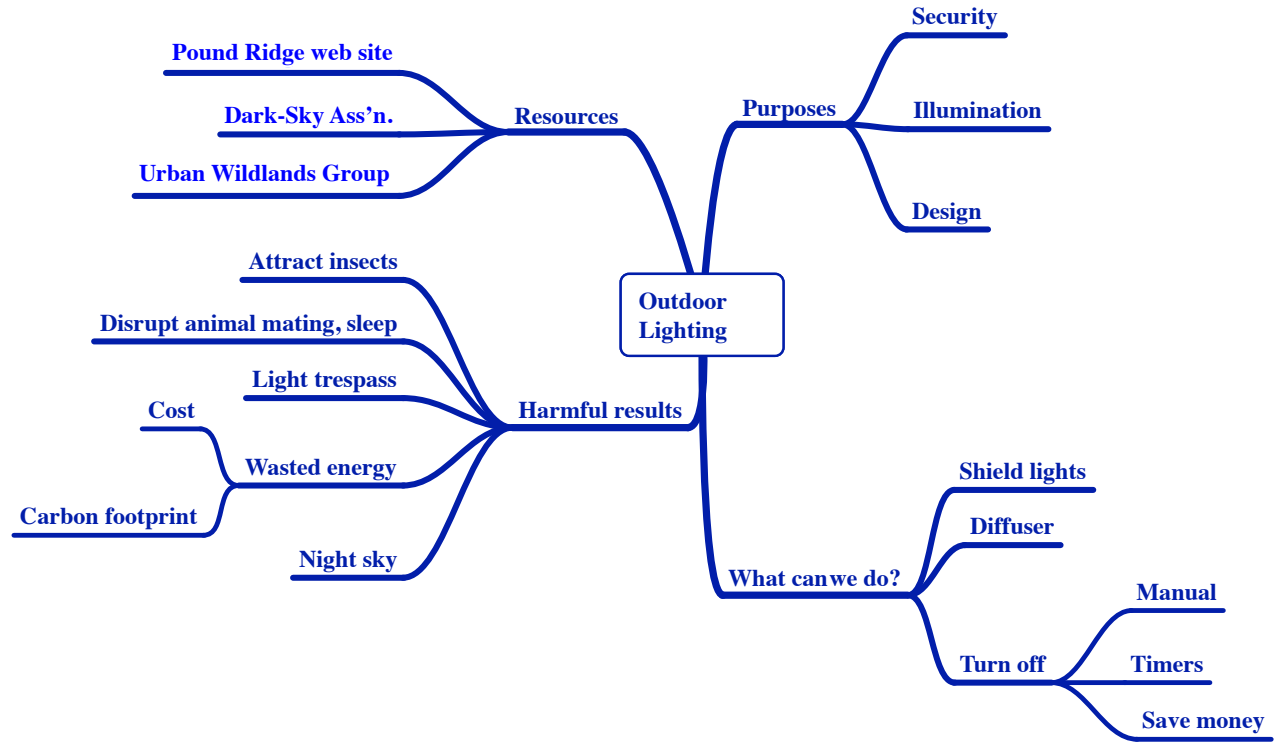 Outdoor
Lighting
Purposes
Security
Illumination
Design
What can we do?
Shield lights
Diffuser
Turn off
Manual
Timers
Save money
Harmful results
Attract insects
Disrupt animal mating, sleep
Light trespass
Wasted energy
Cost
Carbon footprint
Night sky
Resources
Pound Ridge web site
Dark-Sky Ass’n.
Urban Wildlands Group